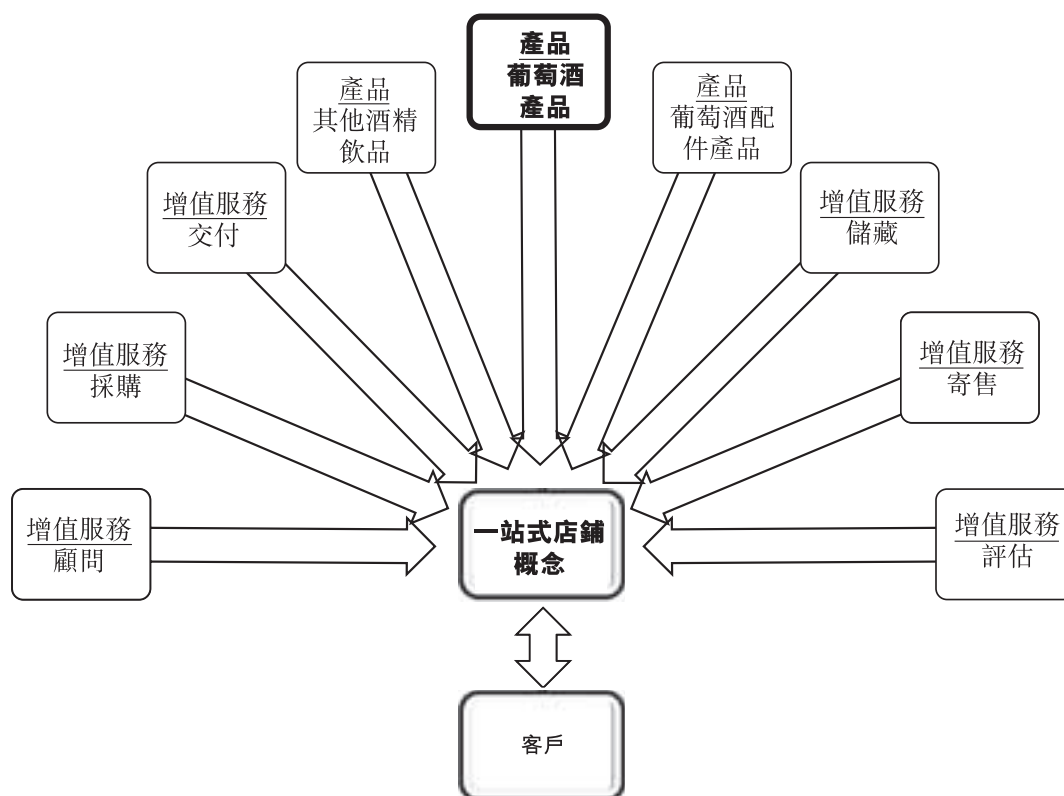 產品
葡萄酒
產品
產品
其他酒精
飲品
產品
葡萄酒配
件產品
增值服務
交付
增值服務
儲藏
增值服務
採購
增值服務
寄售
增值服務
顧問
一站式店鋪
概念
增值服務
評估
客戶